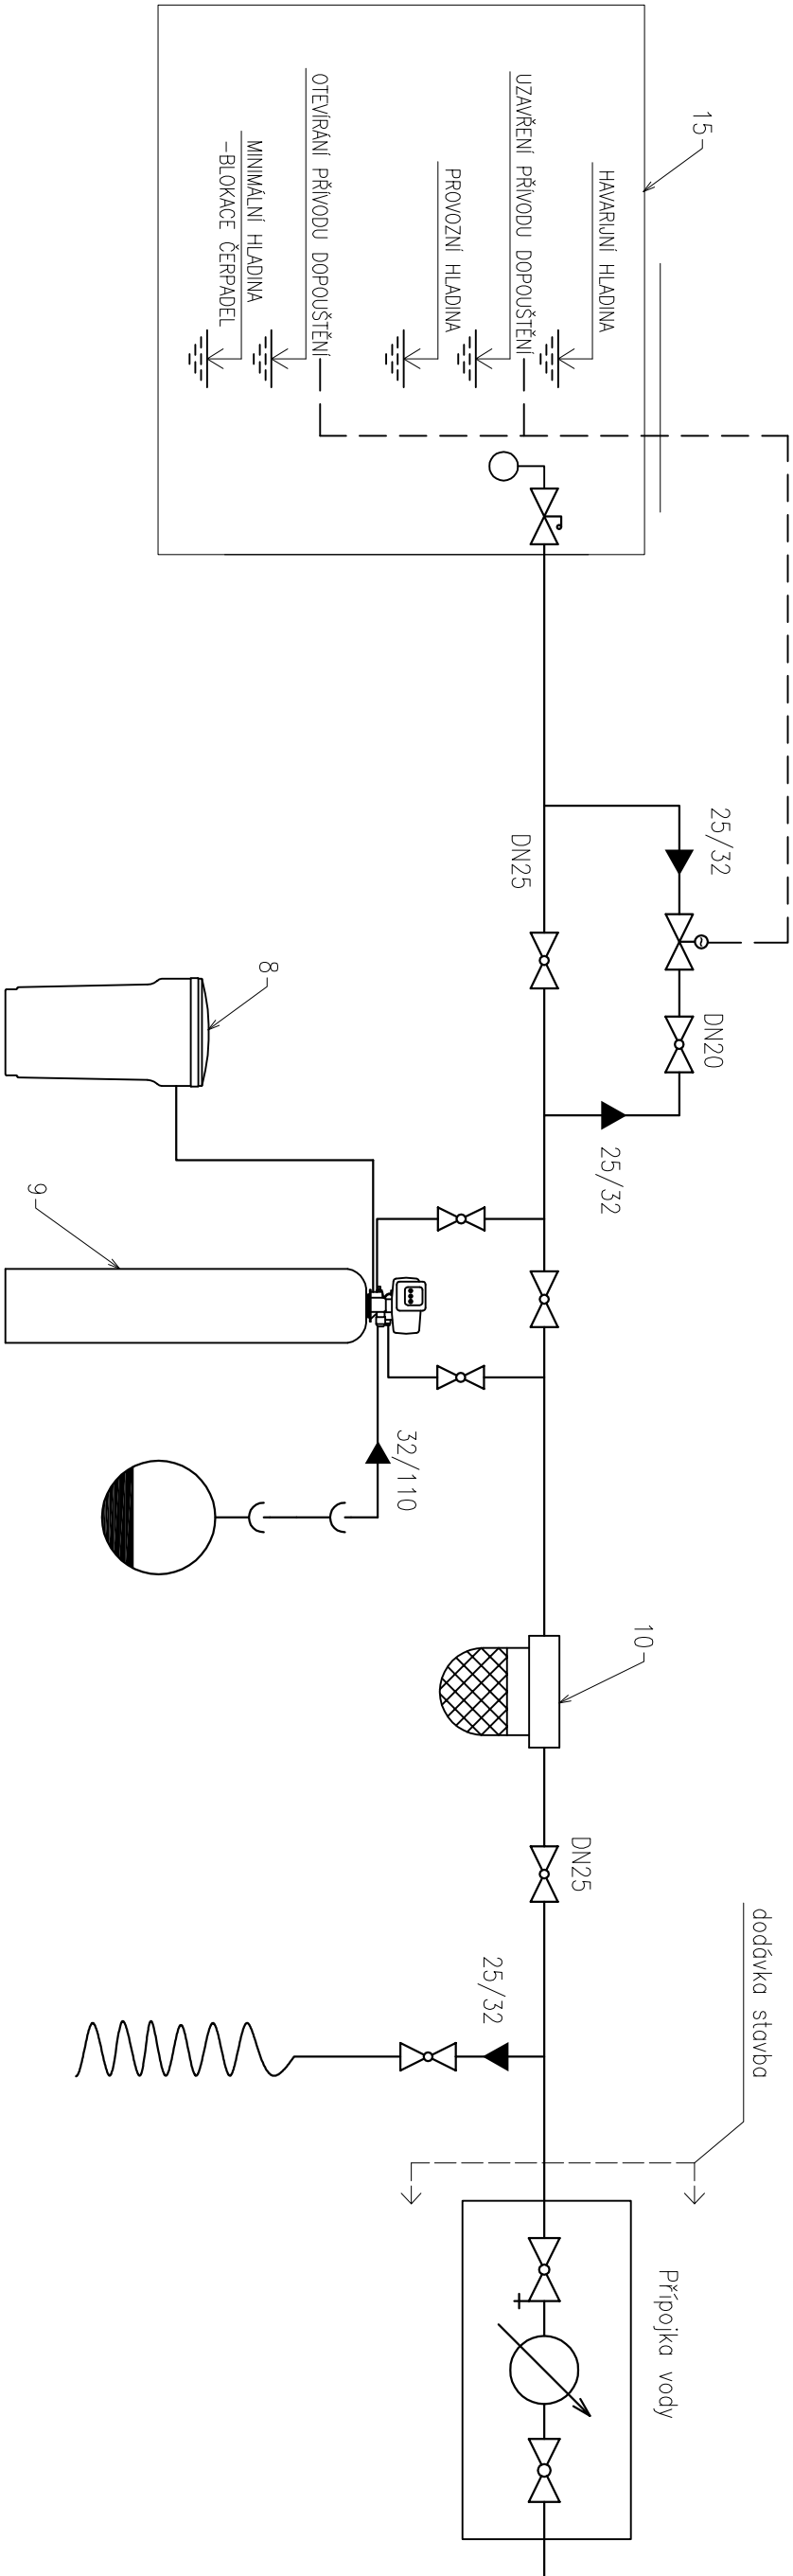 15
HAVARIJNÍ HLADINA
UZAVŘENÍ PŘÍVODU DOPOUŠTĚNÍ
PROVOZNÍ HLADINA
OTEVÍRÁNÍ PŘÍVODU DOPOUŠTĚNÍ
MINIMÁLNÍ HLADINA
-BLOKACE ČERPADEL
25/32
DN25
DN20
25/32
8
9
32/110
10
DN25
25/32
dodávka stavba
Přípojka vody